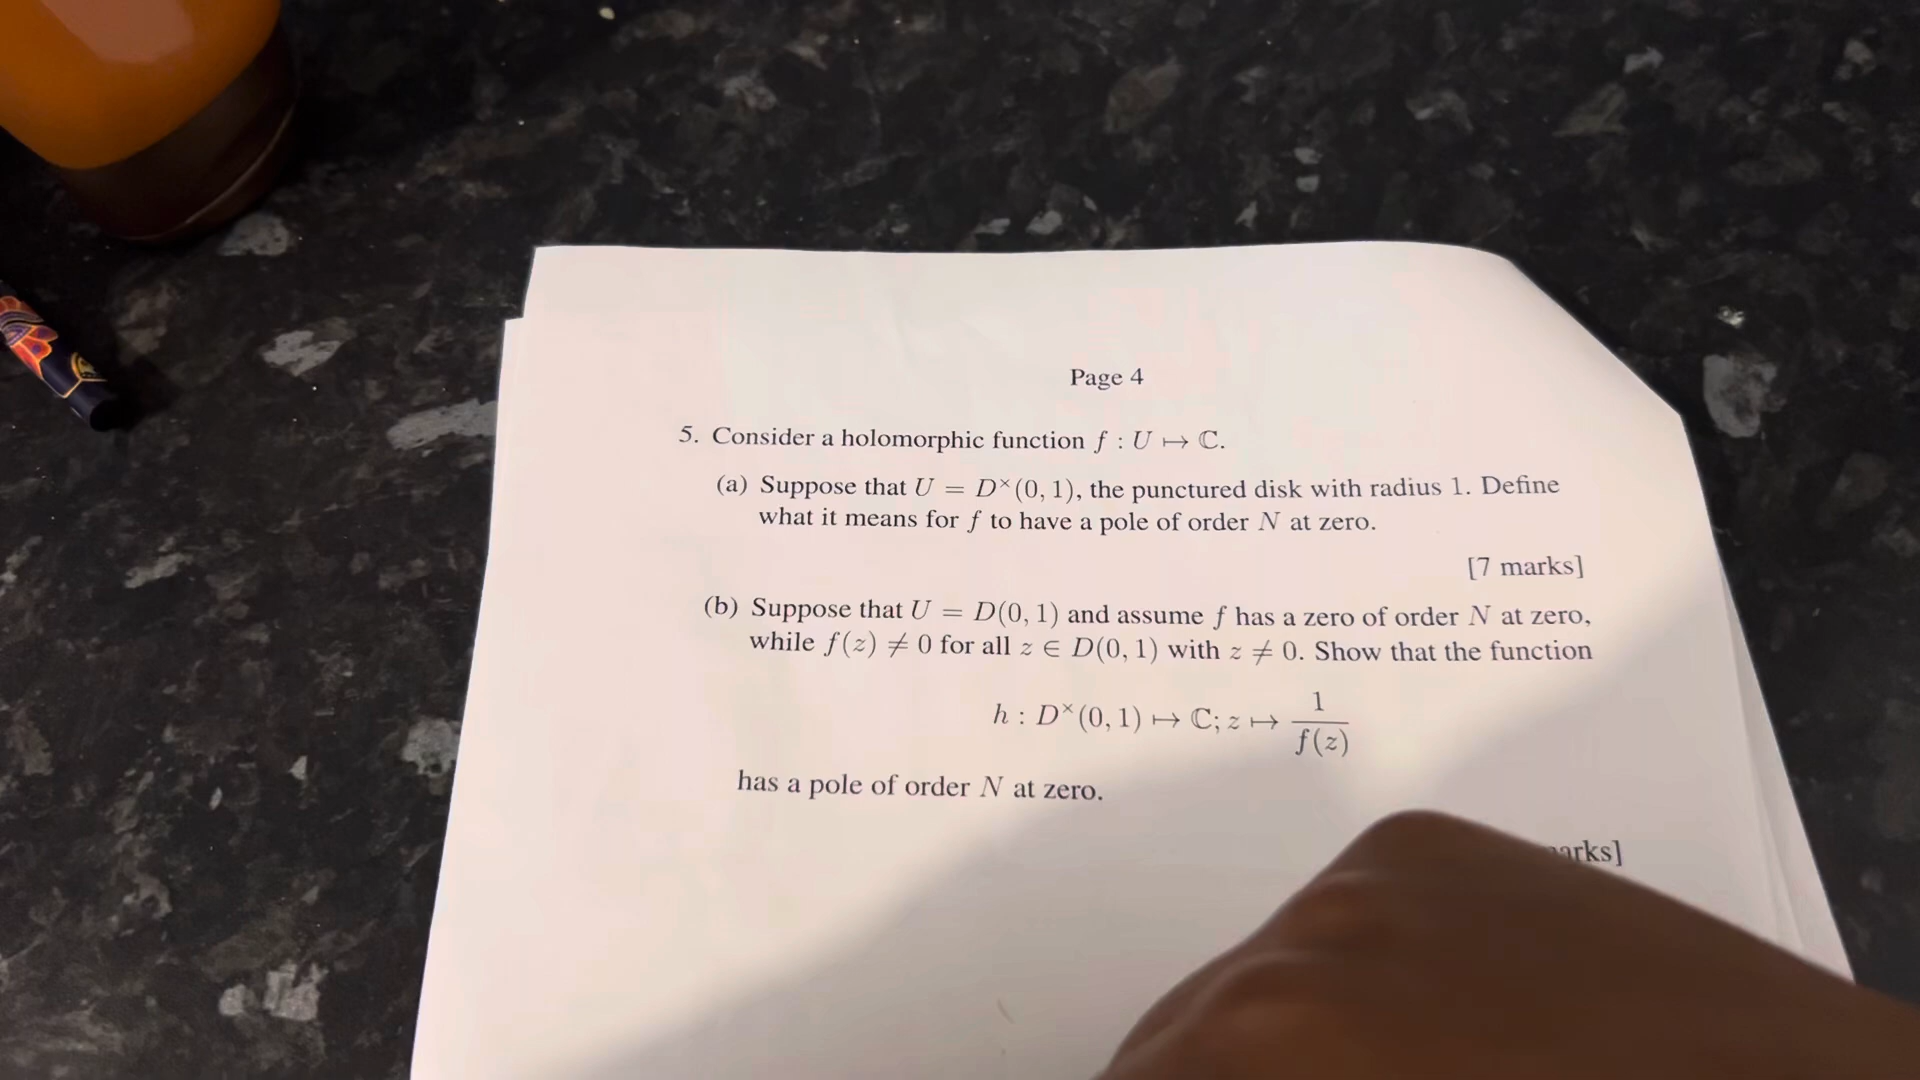 Page 4
5. Consider a holomorphic function f : U ↦ ℂ.
(a) Suppose that U = D×(0, 1), the punctured disk with radius 1. Define
what it means for f to have a pole of order N at zero.
[7 marks]
(b) Suppose that U = D(0, 1) and assume f has a zero of order N at zero,
while f(z) ≠ 0 for all z ∈ D(0, 1) with z ≠ 0. Show that the function
h : D×(0, 1) ↦ ℂ; z ↦ 1/f(z)
has a pole of order N at zero.